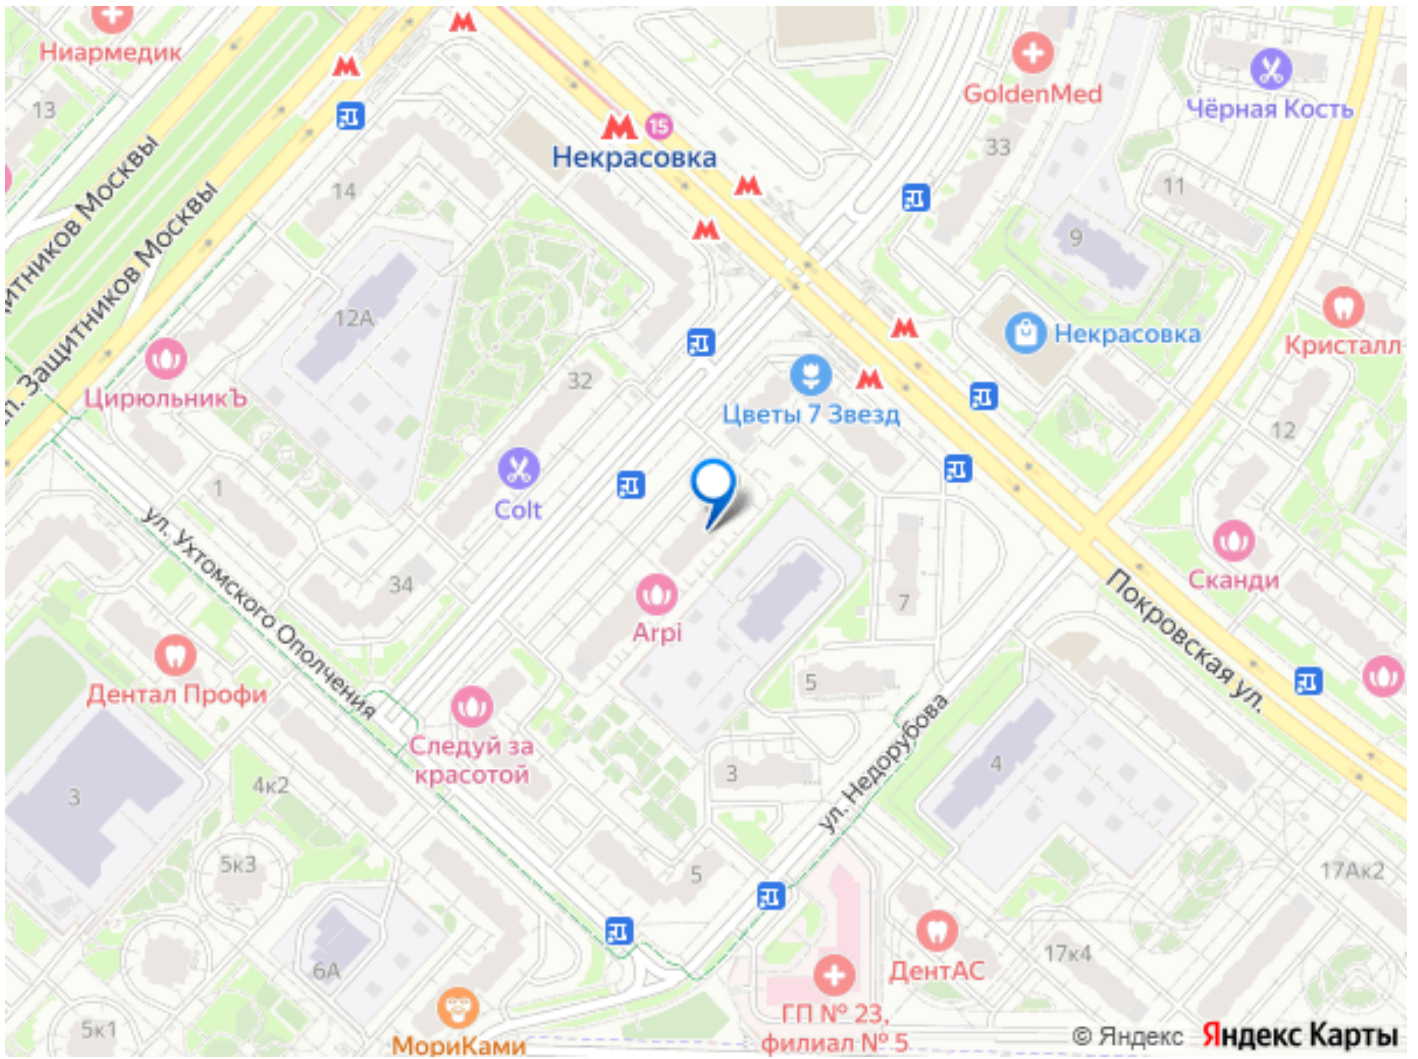 Ниармедик
13
15
Некрасовка
GoldenMed
Чёрная Кость
33
11
14
9
итников Москвы
п. Защитников Москвы
12А
Некрасовка
Кристалл
32
ЦирюльникЪ
Цветы 7 Звезд
12
1
Colt
ул. Ухтомского Ополчения
34
Сканди
7
Arpi
Покровская ул.
Дентал Профи
5
Следуй за
красотой
ул. Недорубова
3
4
3
4к2
5к3
5
17Ак2
6А
ДентАС
17к4
ГП № 23,
филиал № 5
5к1
МориКами
© Яндекс Яндекс Карты